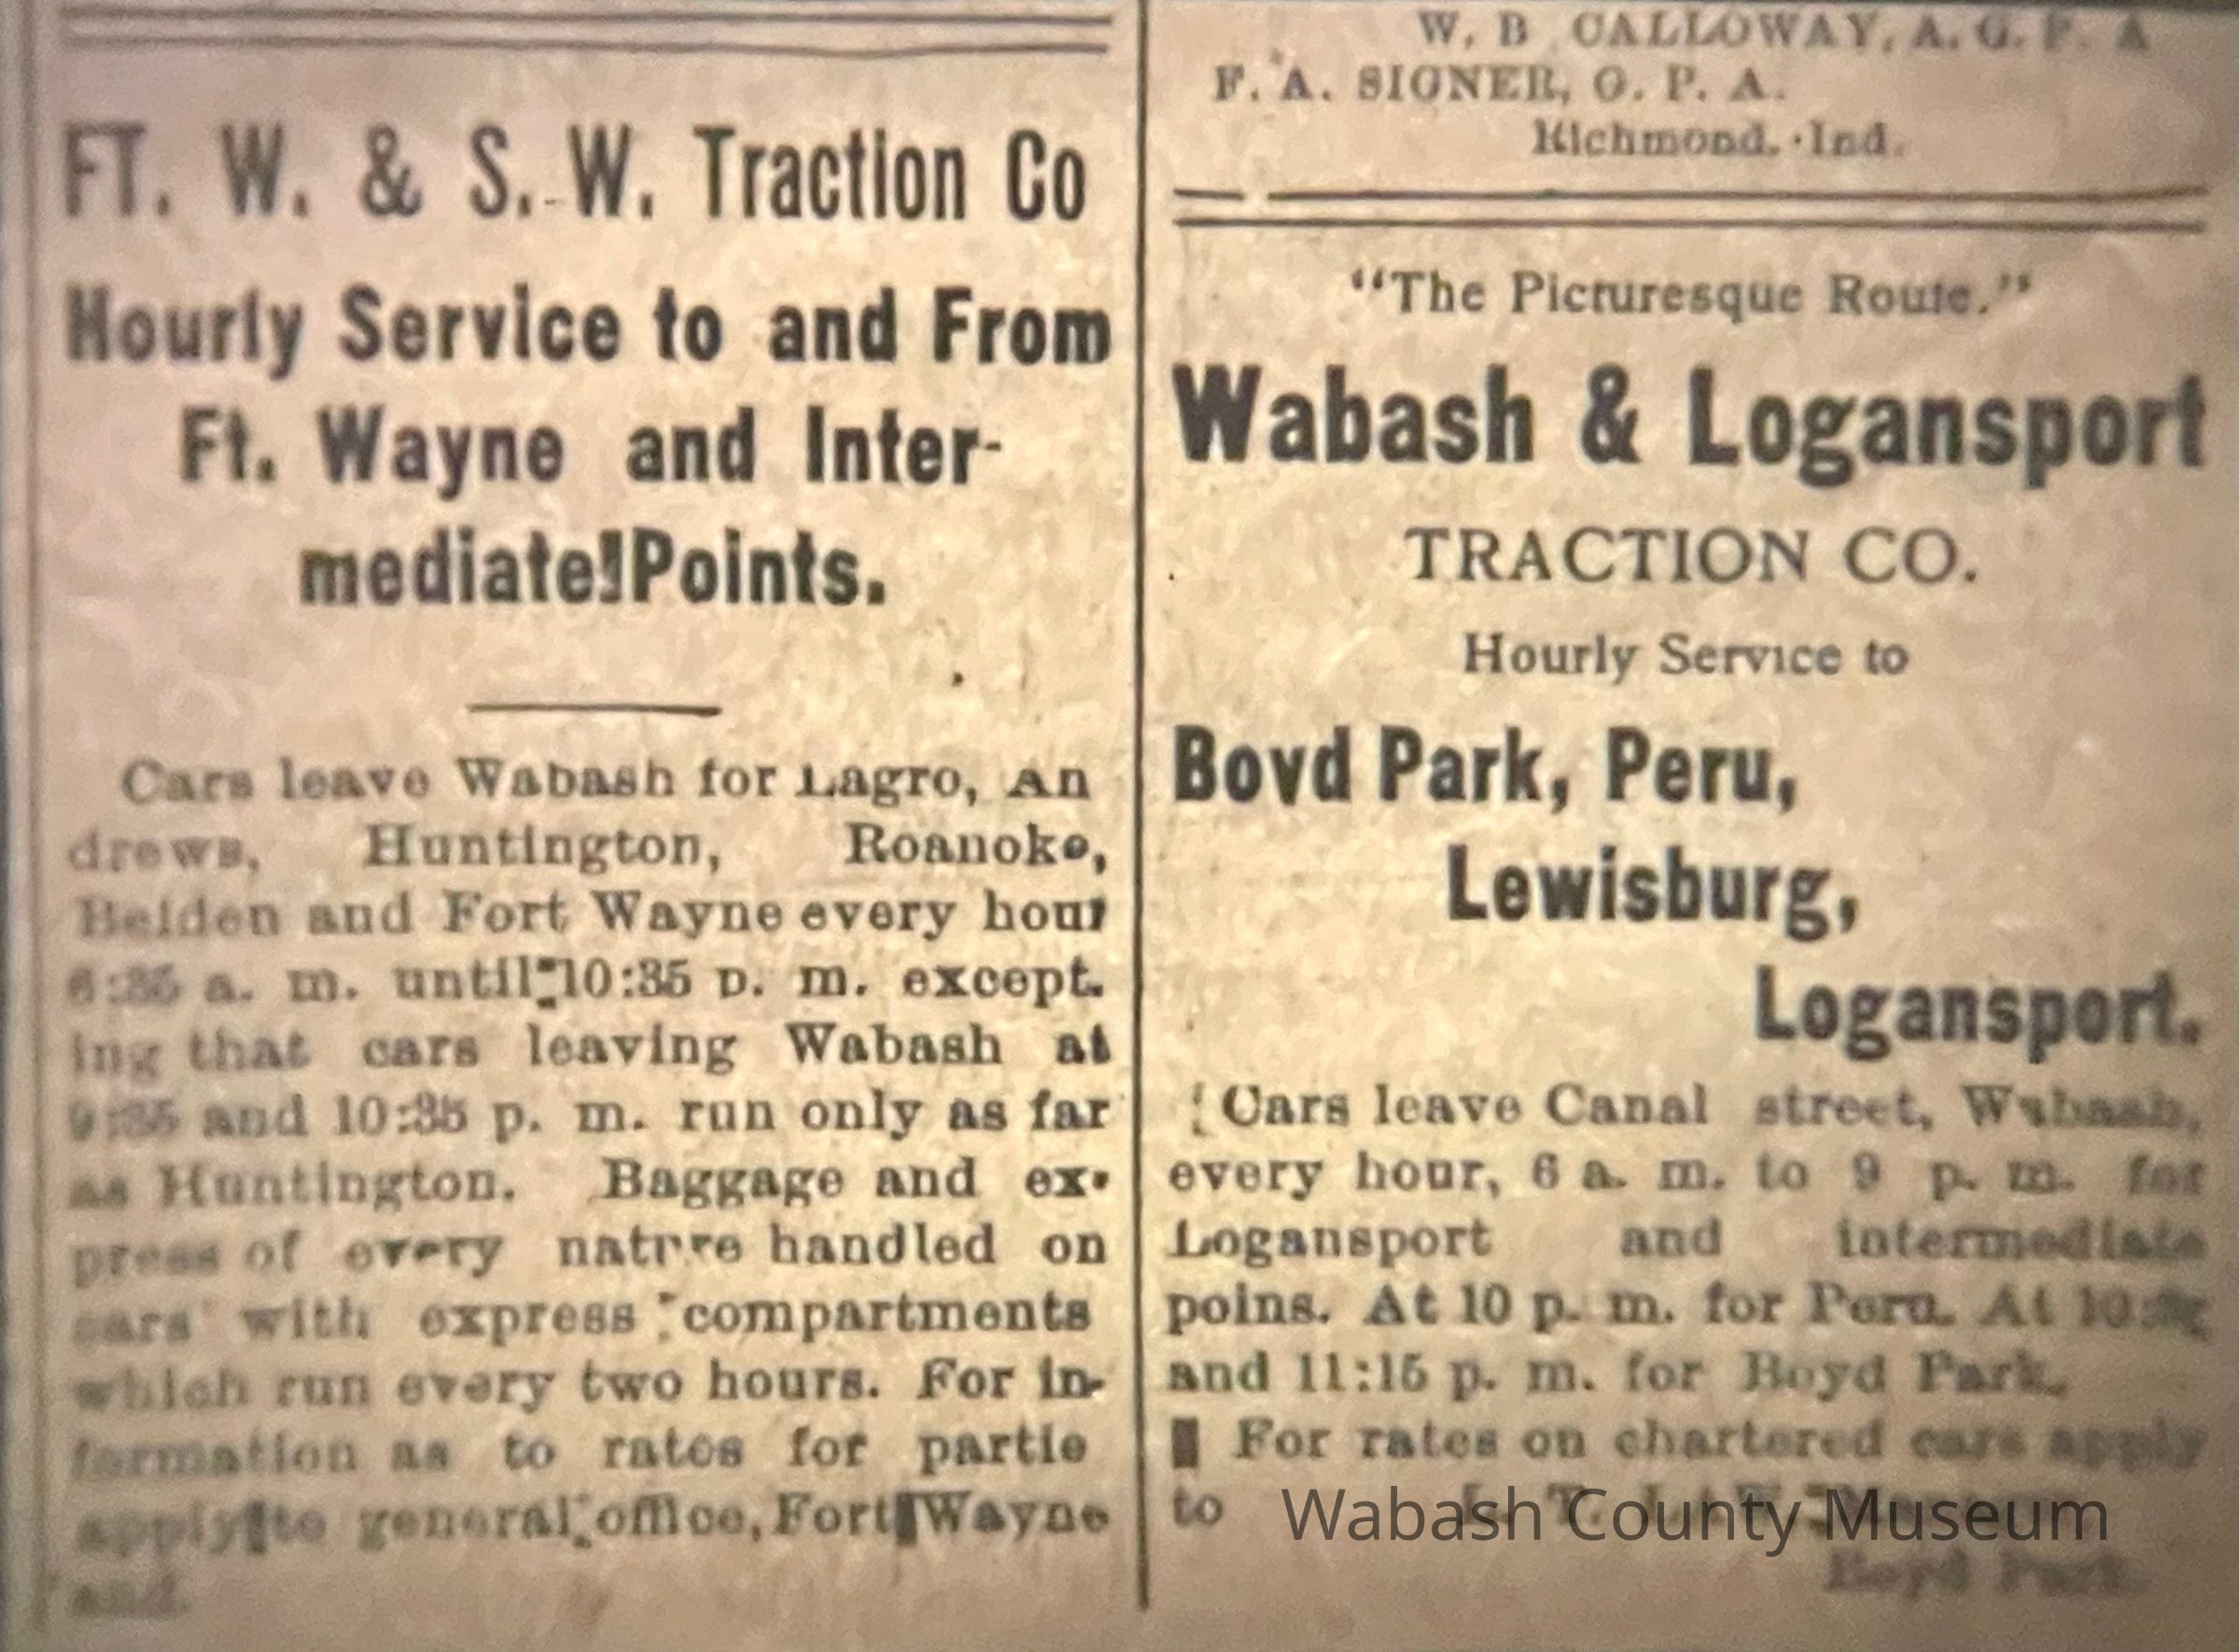 FT. W. & S. W. Traction Co
Hourly Service to and From
Ft. Wayne and Inter-
mediate Points.
Cars leave Wabash for Lagro, An
drews, Huntington, Roanoke,
Belden and Fort Wayne every hour
6:35 a. m. until 10:35 p. m. except.
ing that cars leaving Wabash at
9:35 and 10:35 p. m. run only as far
as Huntington. Baggage and ex-
press of every handled on
cars with express compartments
which run every two hours. For in-
formation as to rates for partie
apply to general office, Fort Wayne
W. B CALLOWAY, A. G. P. A
F. A. SIGNER, O. P. A.
Richmond. Ind.
"The Picturesque Route."
Wabash & Logansport
TRACTION CO.
Hourly Service to
Boyd Park, Peru,
Lewisburg,
Logansport.
Cars leave Canal street, Wabash,
every hour, 6 a. m. to 9 p. m. for
Logansport and intermediate
poins. At 10 p. m. for Peru. At
and 11:15 p. m. for Boyd Park.
For rates on chartered cars apply
to
Boyd Park.
Wabash County Museum